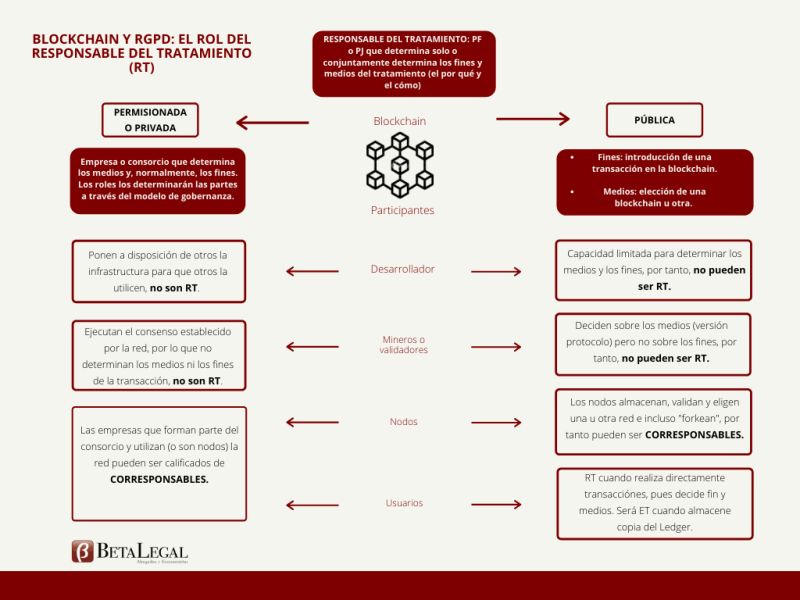 BLOCKCHAIN Y RGPD: EL ROL DEL
RESPONSABLE DEL TRATAMIENTO
(RT)
RESPONSABLE DEL TRATAMIENTO: PF
o PJ que determina solo o
conjuntamente determina los fines y
medios del tratamiento (el por qué y
el cómo)
PERMISIONADA
O PRIVADA
Blockchain
PÚBLICA
Empresa o consorcio que determina
los medios y, normalmente, los fines.
Los roles los determinarán las partes
a través del modelo de gobernanza.
• Fines: introducción de una
transacción en la blockchain.
• Medios: elección de una
blockchain u otra.
Participantes
Ponen a disposición de otros la
infrastructura para que otros la
utilicen, no son RT.
Desarrollador
Capacidad limitada para determinar los
medios y los fines, por tanto, no pueden
ser RT.
Ejecutan el consenso establecido
por la red, por lo que no
determinan los medios ni los fines
de la transacción, no son RT.
Mineros o
validadores
Deciden sobre los medios (versión
protocolo) pero no sobre los fines, por
tanto, no pueden ser RT.
Las empresas que forman parte del
consorcio y utilizan (o son nodos) la
red pueden ser calificados de
CORRESPONSABLES.
Nodos
Los nodos almacenan, validan y eligen
una u otra red e incluso "forkean", por
tanto pueden ser CORRESPONSABLES.
Usuarios
RT cuando realiza directamente
transacciónes, pues decide fin y
medios. Será ET cuando almacene
copia del Ledger.
β BETALEGAL
Abogados y Economistas